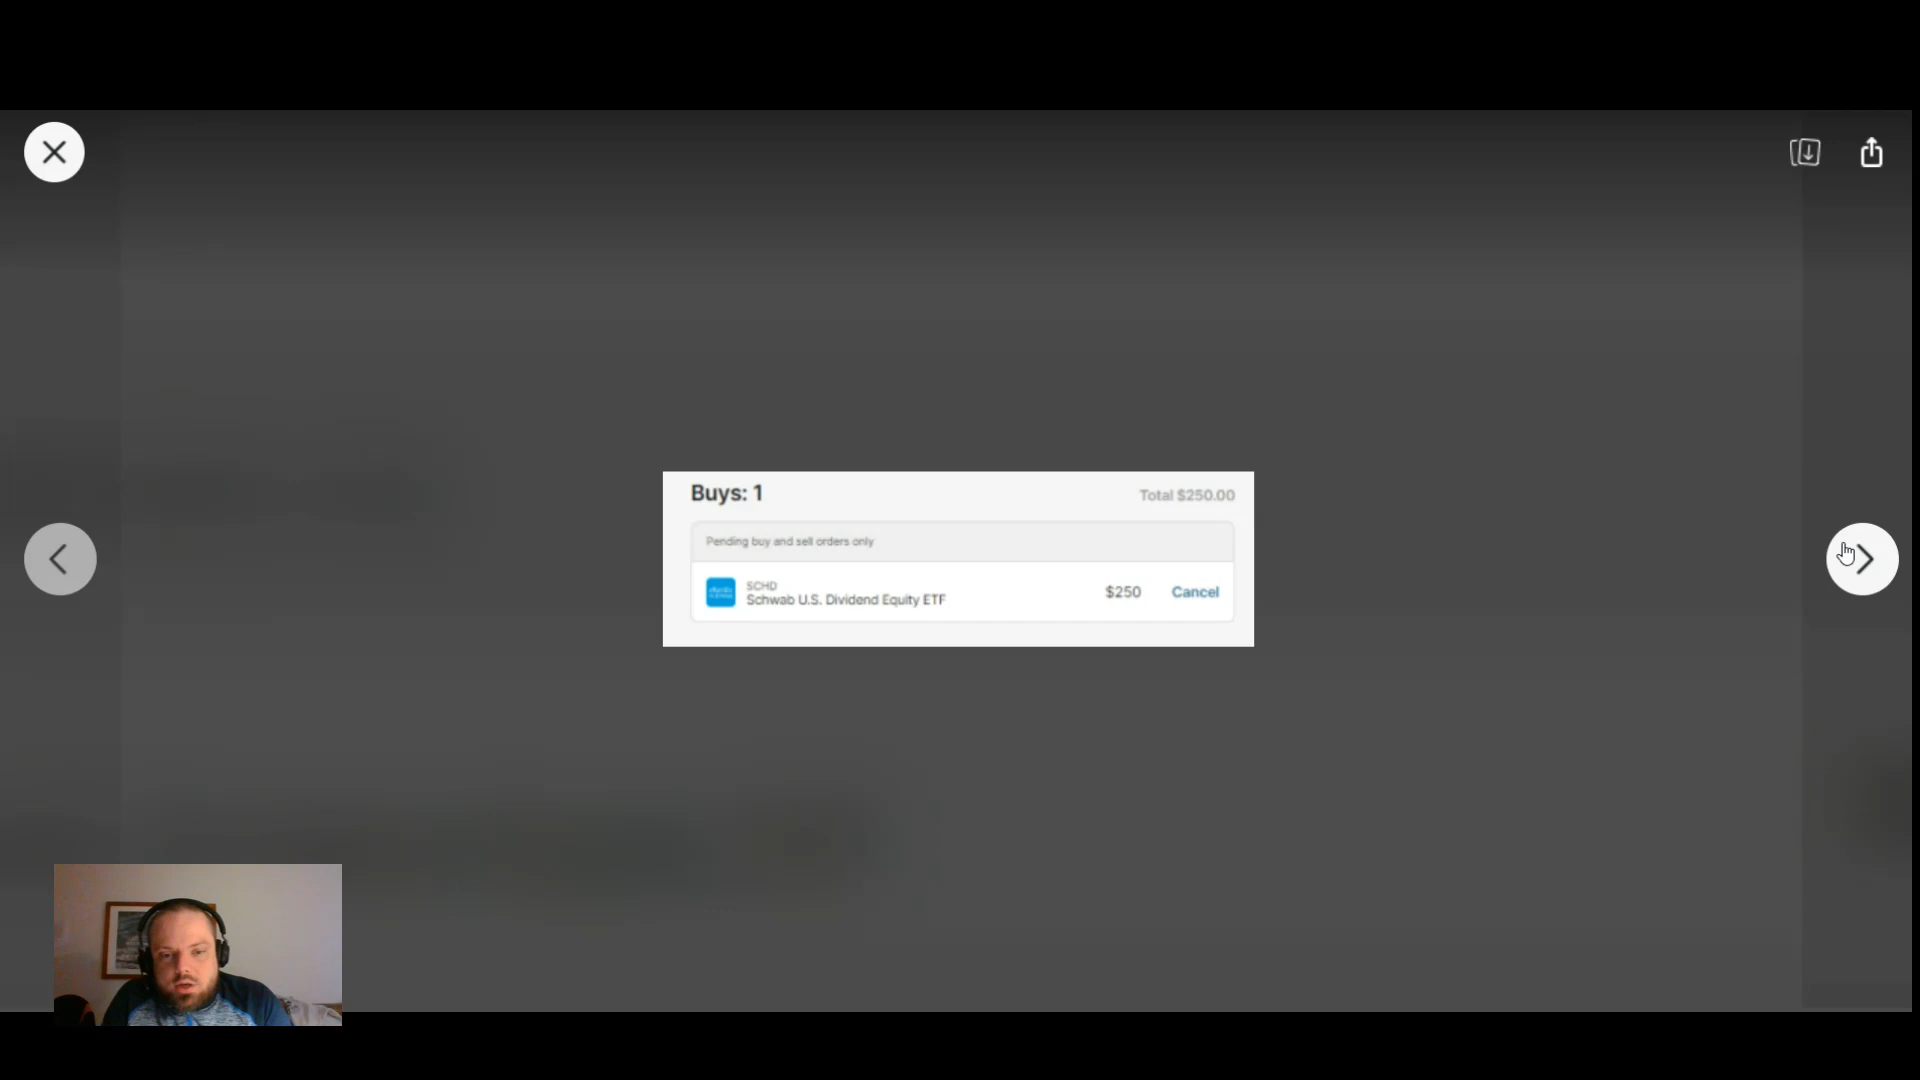 Buys: 1
Total $250.00
Pending buy and sell orders only
SCHD
Schwab U.S. Dividend Equity ETF
$250
Cancel